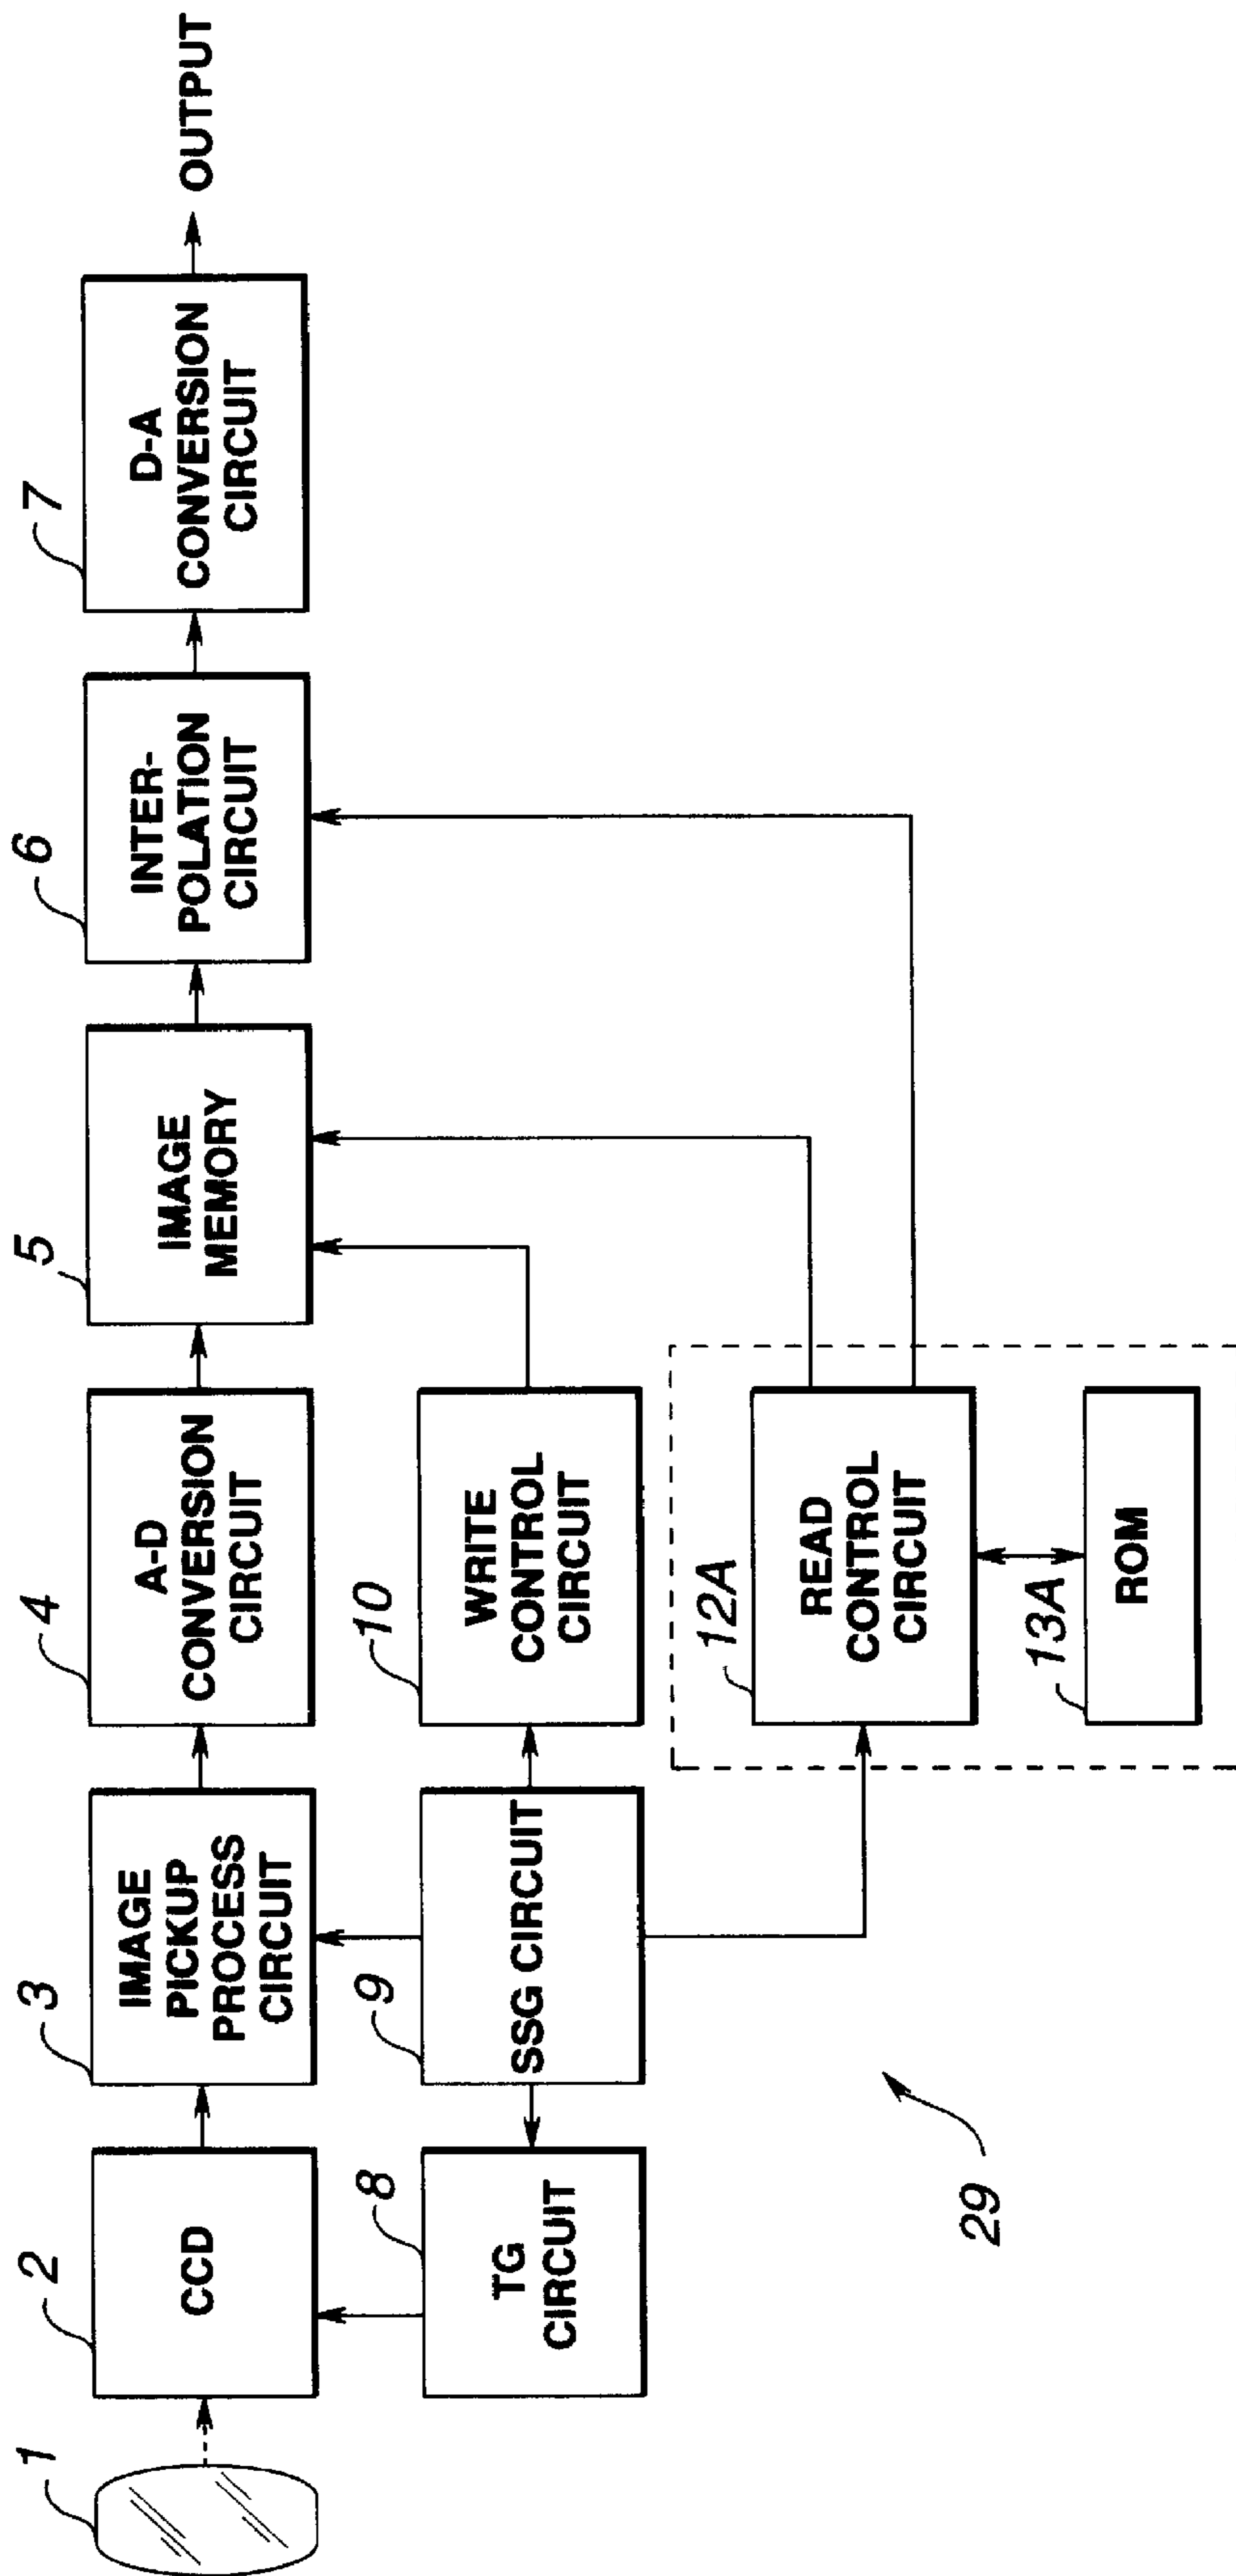 1
2
CCD
3
IMAGE
PICKUP
PROCESS
CIRCUIT
4
A-D
CONVERSION
CIRCUIT
5
IMAGE
MEMORY
6
INTER-
POLATION
CIRCUIT
7
D-A
CONVERSION
CIRCUIT
OUTPUT
8
TG
CIRCUIT
9
SSG CIRCUIT
10
WRITE
CONTROL
CIRCUIT
12A
READ
CONTROL
CIRCUIT
13A
ROM
29